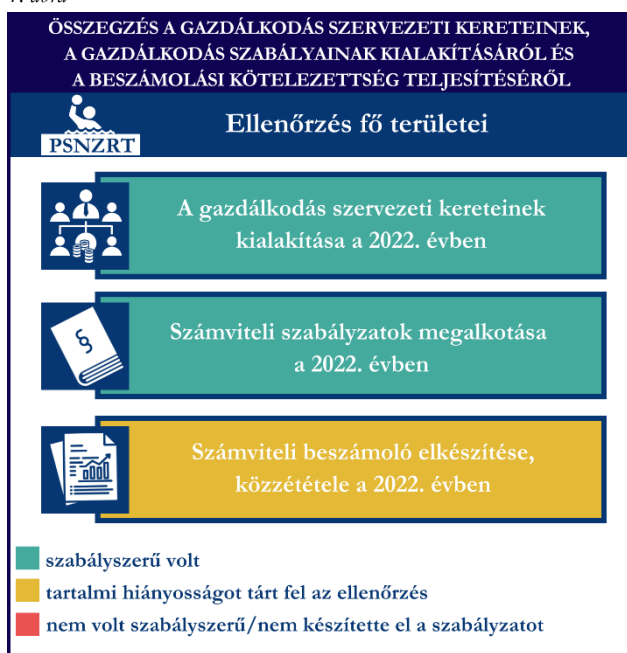 ÖSSZEGZÉS A GAZDÁLKODÁS SZERVEZETI KERETEINEK,
A GAZDÁLKODÁS SZABÁLYAINAK KIALAKÍTÁSÁRÓL ÉS
A BESZÁMOLÁSI KÖTELEZETTSÉG TELJESÍTÉSÉRŐL
PSNZRT
Ellenőrzés fő területei
A gazdálkodás szervezeti kereteinek
kialakítása a 2022. évben
§
Számviteli szabályzatok megalkotása
a 2022. évben
Számviteli beszámoló elkészítése,
közzététele a 2022. évben
szabályszerű volt
tartalmi hiányosságot tárt fel az ellenőrzés
nem volt szabályszerű/nem készítette el a szabályzatot